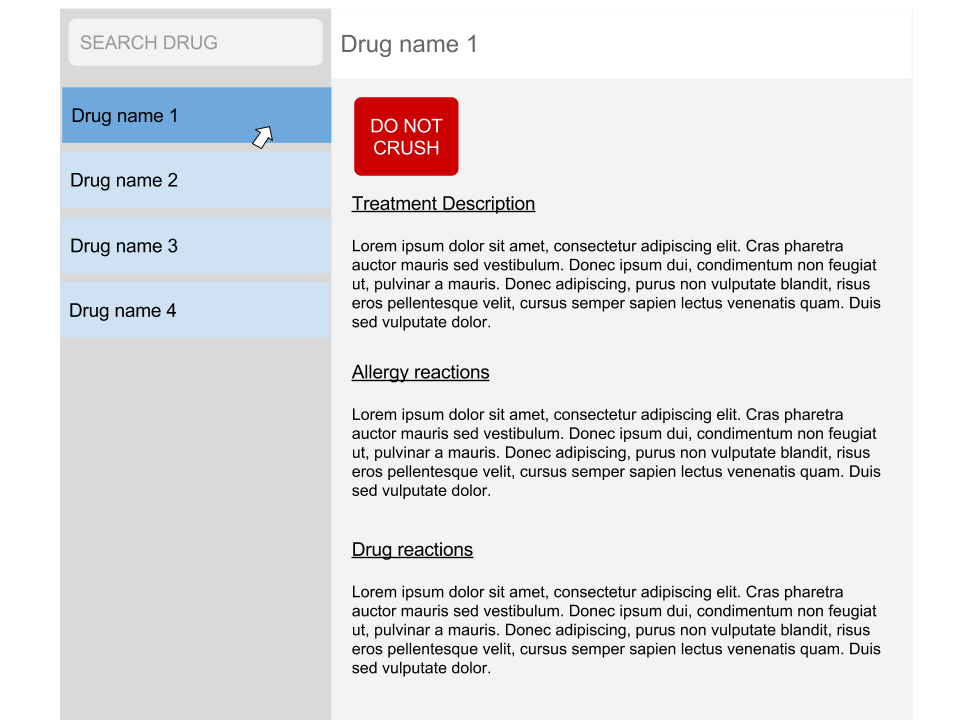 SEARCH DRUG
Drug name 1
Drug name 2
Drug name 3
Drug name 4
Drug name 1
DO NOT
CRUSH
Treatment Description
Lorem ipsum dolor sit amet, consectetur adipiscing elit. Cras pharetra
auctor mauris sed vestibulum. Donec ipsum dui, condimentum non feugiat
ut, pulvinar a mauris. Donec adipiscing, purus non vulputate blandit, risus
eros pellentesque velit, cursus semper sapien lectus venenatis quam. Duis
sed vulputate dolor.
Allergy reactions
Lorem ipsum dolor sit amet, consectetur adipiscing elit. Cras pharetra
auctor mauris sed vestibulum. Donec ipsum dui, condimentum non feugiat
ut, pulvinar a mauris. Donec adipiscing, purus non vulputate blandit, risus
eros pellentesque velit, cursus semper sapien lectus venenatis quam. Duis
sed vulputate dolor.
Drug reactions
Lorem ipsum dolor sit amet, consectetur adipiscing elit. Cras pharetra
auctor mauris sed vestibulum. Donec ipsum dui, condimentum non feugiat
ut, pulvinar a mauris. Donec adipiscing, purus non vulputate blandit, risus
eros pellentesque velit, cursus semper sapien lectus venenatis quam. Duis
sed vulputate dolor.